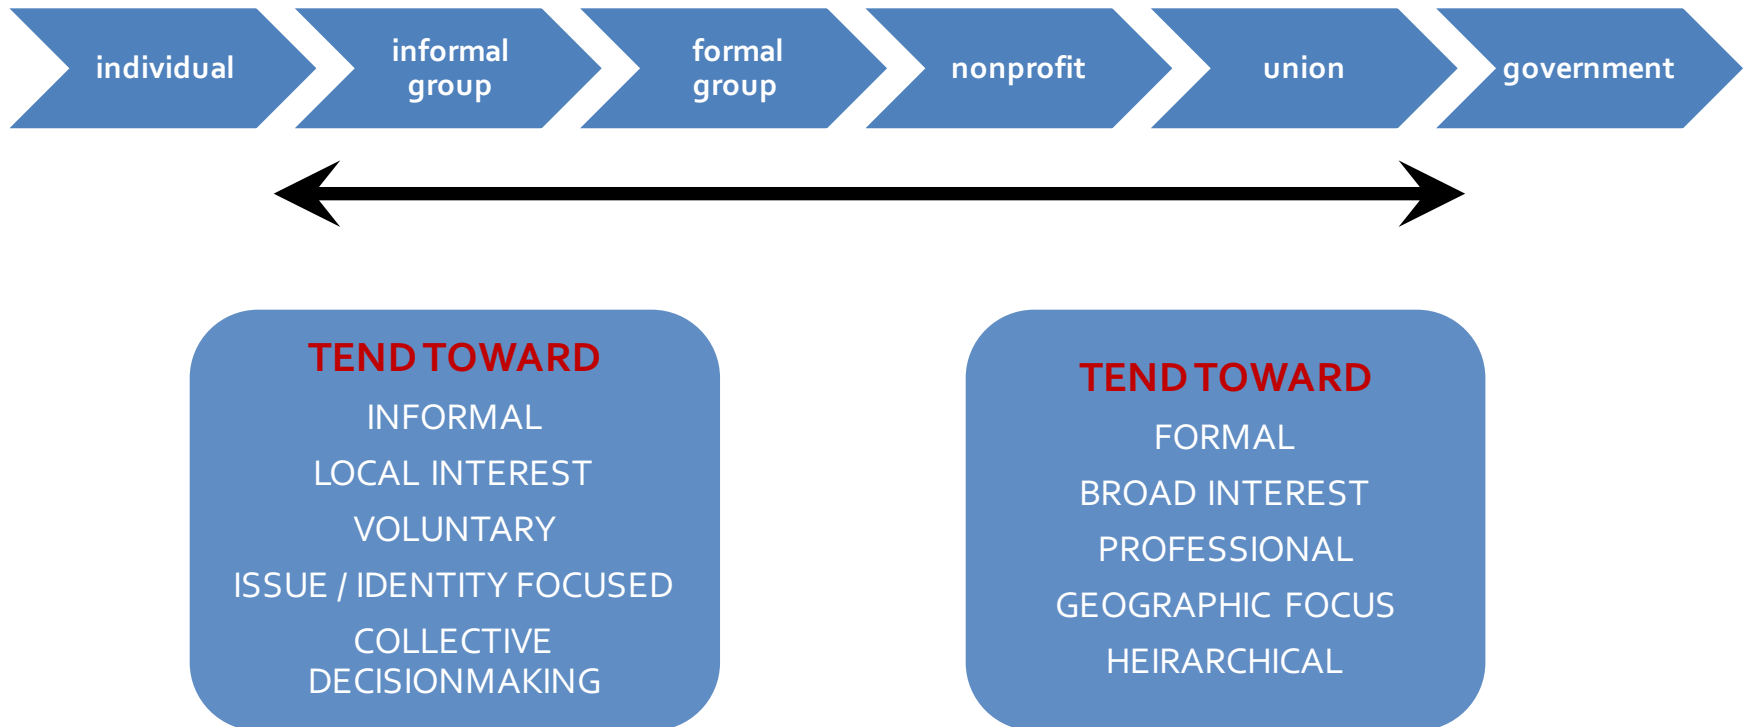 individual
informal
group
formal
group
nonprofit
union
government
TEND TOWARD
INFORMAL
LOCAL INTEREST
VOLUNTARY
ISSUE / IDENTITY FOCUSED
COLLECTIVE
DECISIONMAKING
TEND TOWARD
FORMAL
BROAD INTEREST
PROFESSIONAL
GEOGRAPHIC FOCUS
HEIRARCHICAL